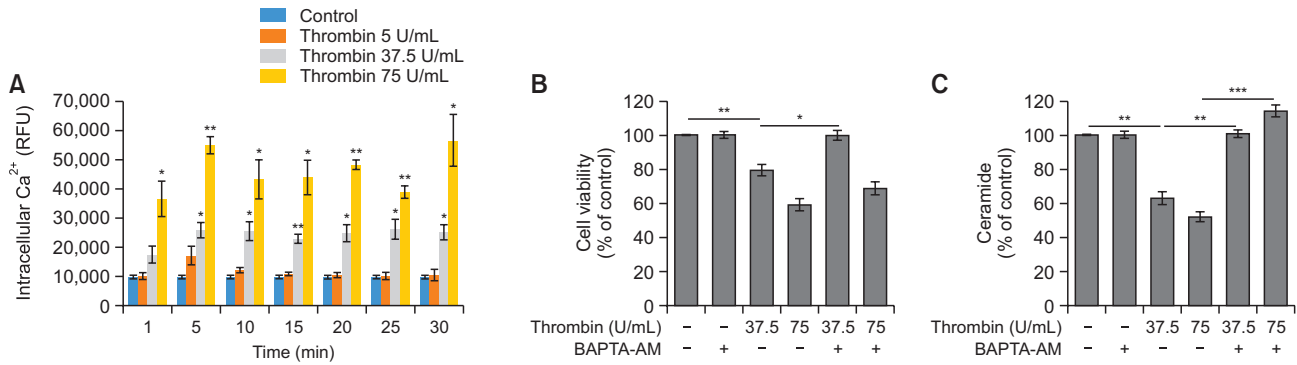 Control
Thrombin 5 U/mL
Thrombin 37.5 U/mL
Thrombin 75 U/mL
A
Intracellular Ca²⁺ (RFU)
70,000
60,000
50,000
40,000
30,000
20,000
10,000
0
* ** * * ** ** *
* * ** * * *
1 5 10 15 20 25 30
Time (min)
B
Cell viability
(% of control)
120
100
80
60
40
20
0
** *
Thrombin (U/mL) – – 37.5 75 37.5 75
BAPTA-AM – + – – + +
C
Ceramide
(% of control)
120
100
80
60
40
20
0
***
** **
Thrombin (U/mL) – – 37.5 75 37.5 75
BAPTA-AM – + – – + +